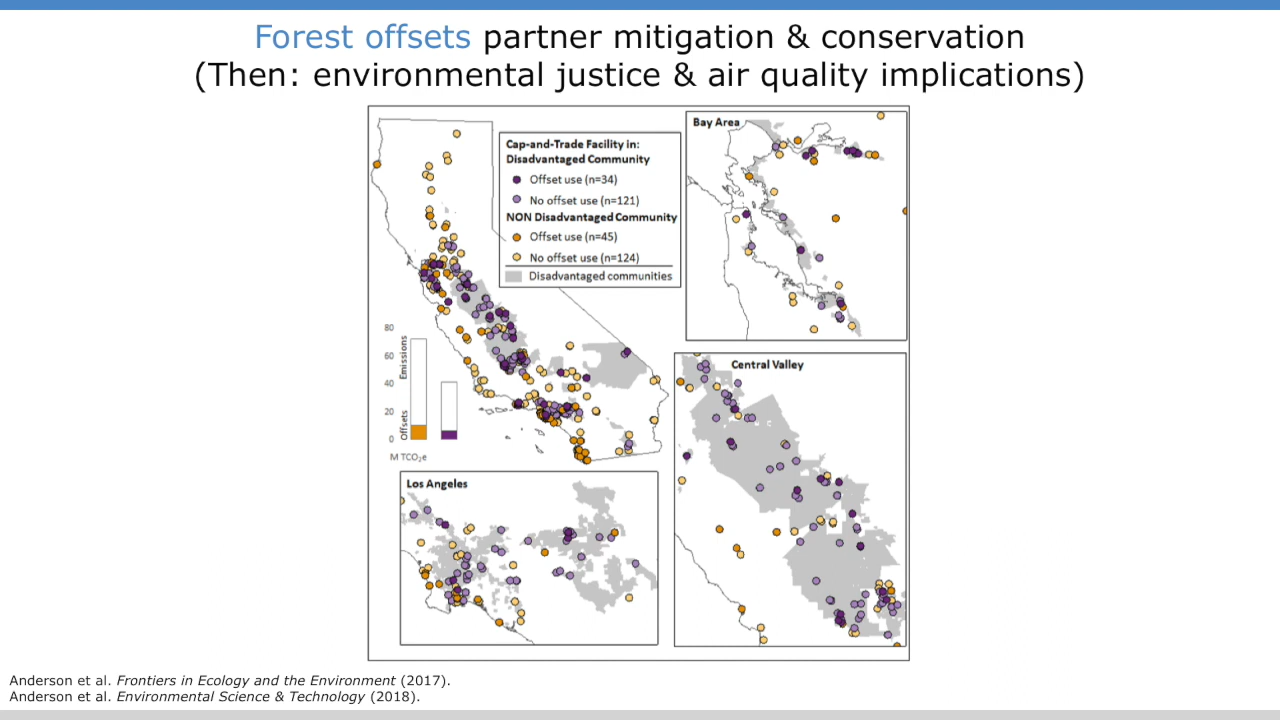 Forest offsets partner mitigation & conservation
(Then: environmental justice & air quality implications)
Cap-and-Trade Facility in:
Disadvantaged Community
Offset use (n=34)
No offset use (n=121)
NON Disadvantaged Community
Offset use (n=45)
No offset use (n=124)
Disadvantaged communities
Bay Area
80
60
40
20
0
Emissions
Offsets
M TCO₂e
Central Valley
Los Angeles
Anderson et al. Frontiers in Ecology and the Environment (2017).
Anderson et al. Environmental Science & Technology (2018).